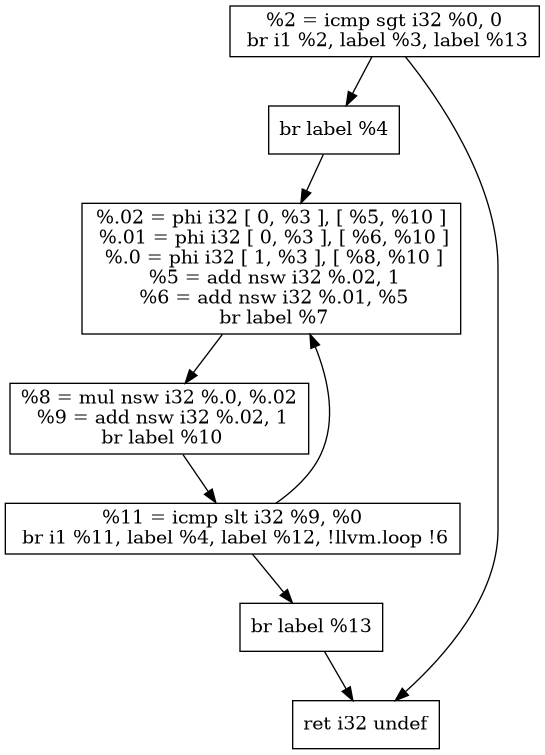 %2 = icmp sgt i32 %0, 0
br i1 %2, label %3, label %13
br label %4
%.02 = phi i32 [ 0, %3 ], [ %5, %10 ]
%.01 = phi i32 [ 0, %3 ], [ %6, %10 ]
%.0 = phi i32 [ 1, %3 ], [ %8, %10 ]
%5 = add nsw i32 %.02, 1
%6 = add nsw i32 %.01, %5
br label %7
%8 = mul nsw i32 %.0, %.02
%9 = add nsw i32 %.02, 1
br label %10
%11 = icmp slt i32 %9, %0
br i1 %11, label %4, label %12, !llvm.loop !6
br label %13
ret i32 undef